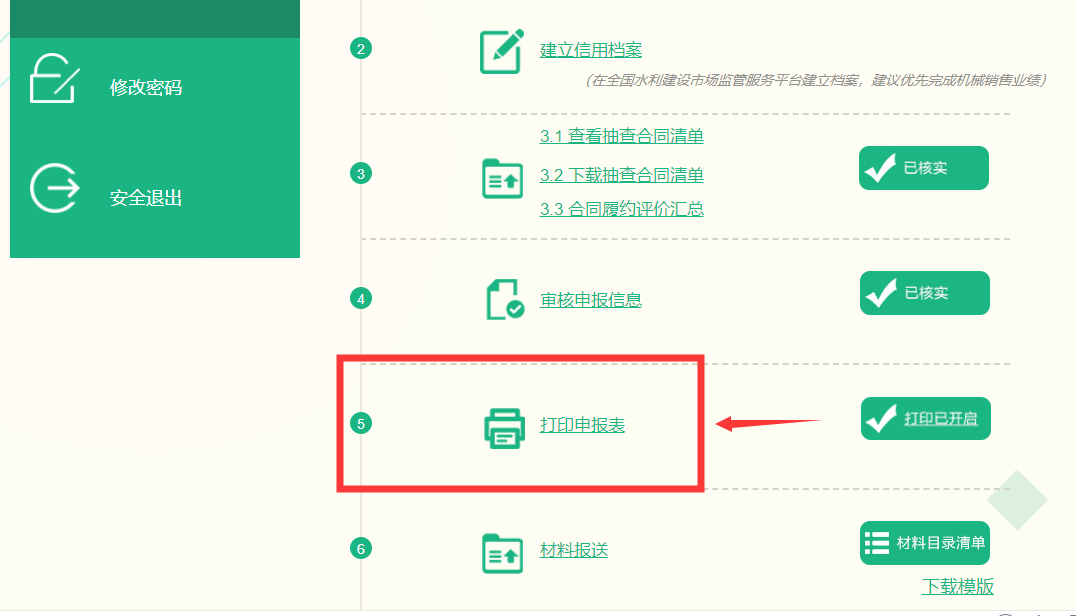 修改密码
安全退出
2
建立信用档案
（在全国水利建设市场监管服务平台建立档案，建议优先完成机械销售业绩）
3
3.1 查看抽查合同清单
3.2 下载抽查合同清单
3.3 合同履约评价汇总
已核实
4
审核申报信息
已核实
5
打印申报表
打印已开启
6
材料报送
材料目录清单
下载模版